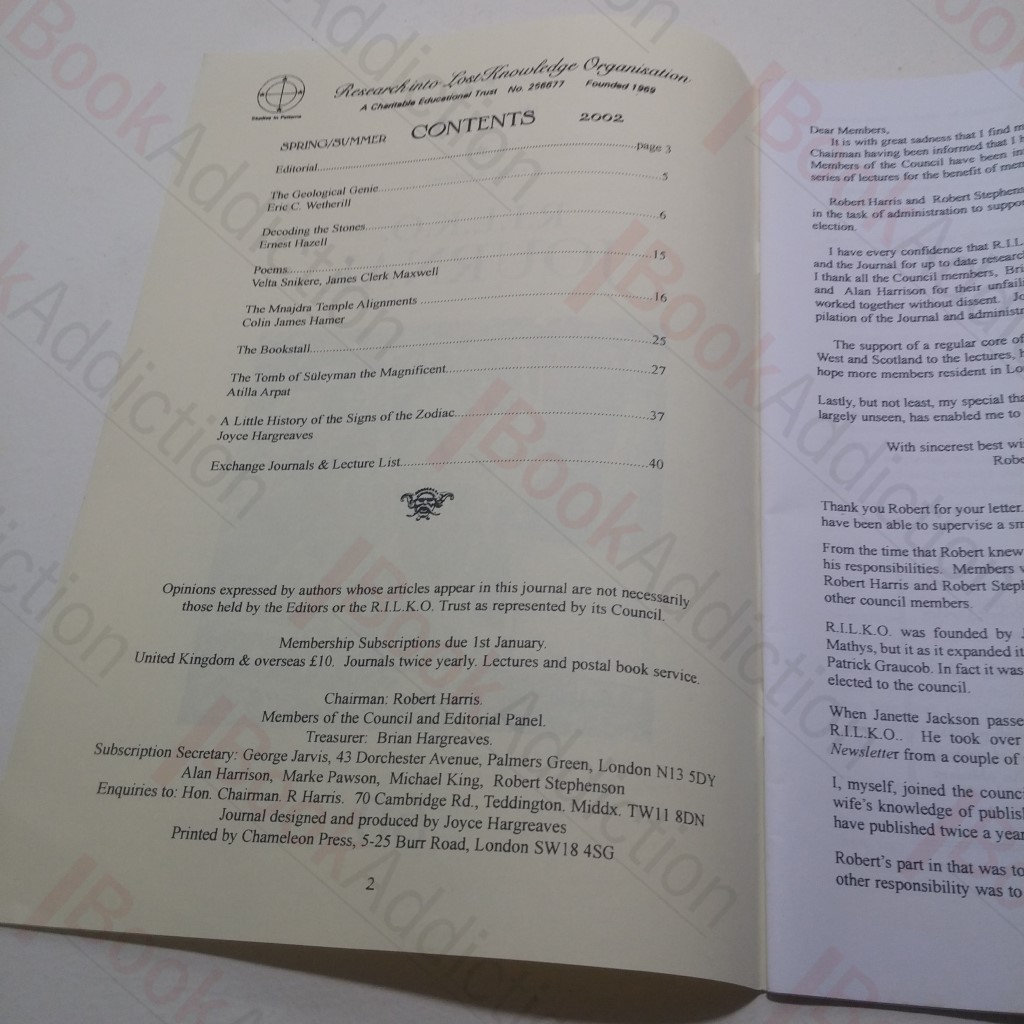 Research into Lost Knowledge Organisation
A Charitable Educational Trust No. 256677 Founded 1969
Studies in Patterns
SPRING/SUMMER CONTENTS 2002
Editorial..........page 3
The Geological Genie..........5
Eric C. Wetherill
Decoding the Stones..........6
Ernest Hazell
Poems..........15
Velta Snikere, James Clerk Maxwell
The Mnajdra Temple Alignments..........16
Colin James Hamer
The Bookstall..........25
The Tomb of Süleyman the Magnificent..........27
Atilla Arpat
A Little History of the Signs of the Zodiac..........37
Joyce Hargreaves
Exchange Journals & Lecture List..........40
Opinions expressed by authors whose articles appear in this journal are not necessarily
those held by the Editors or the R.I.L.K.O. Trust as represented by its Council.
Membership Subscriptions due 1st January.
United Kingdom & overseas £10. Journals twice yearly. Lectures and postal book service.
Chairman: Robert Harris.
Members of the Council and Editorial Panel.
Treasurer: Brian Hargreaves.
Subscription Secretary: George Jarvis, 43 Dorchester Avenue, Palmers Green, London N13 5DY
Alan Harrison, Marke Pawson, Michael King, Robert Stephenson
Enquiries to: Hon. Chairman. R Harris. 70 Cambridge Rd., Teddington. Middx. TW11 8DN
Journal designed and produced by Joyce Hargreaves
Printed by Chameleon Press, 5-25 Burr Road, London SW18 4SG
2
Dear Members,
It is with great sadness that I find
Chairman having been informed that I
Members of the Council have been
series of lectures for the benefit of
Robert Harris and Robert
in the task of administration to
election.
I have every confidence that
and the Journal for up to date
I thank all the Council members,
and Alan Harrison for their
worked together without dissent.
pilation of the Journal and
The support of a regular core of
West and Scotland to the lectures,
hope more members resident in
Lastly, but not least, my special
largely unseen, has enabled me to
With sincerest best
Thank you Robert for your letter.
have been able to supervise a
From the time that Robert knew
his responsibilities. Members
Robert Harris and Robert
other council members.
R.I.L.K.O. was founded by
Mathys, but it as it expanded
Patrick Graucob. In fact it was
elected to the council.
When Janette Jackson
R.I.L.K.O.. He took over
Newsletter from a couple of
I, myself, joined the
wife's knowledge of
have published twice a
Robert's part in that was to
other responsibility was to
BookAddiction